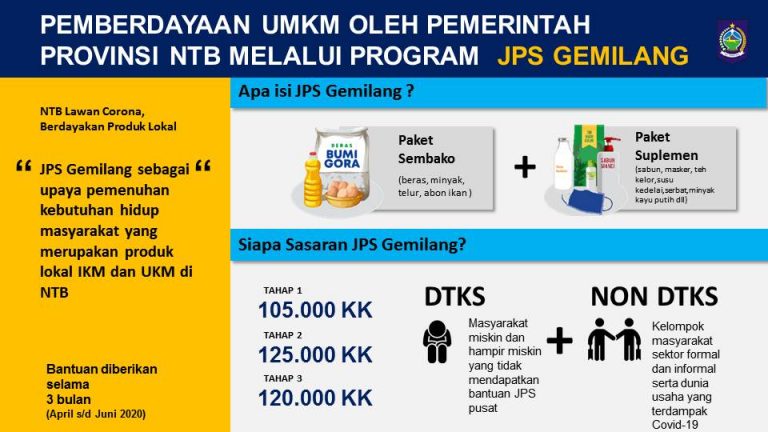 PEMBERDAYAAN UMKM OLEH PEMERINTAH
PROVINSI NTB MELALUI PROGRAM JPS GEMILANG
NTB Lawan Corona,
Berdayakan Produk Lokal
“ JPS Gemilang sebagai “
upaya pemenuhan
kebutuhan hidup
masyarakat yang
merupakan produk
lokal IKM dan UKM di
NTB
Bantuan diberikan
selama
3 bulan
(April s/d Juni 2020)
Apa isi JPS Gemilang ?
BERAS
BUMI
GORA
Paket
Sembako
(beras, minyak,
telur, abon ikan )
+
SABUN
Paket
Suplemen
(sabun, masker, teh
kelor,susu
kedelai,serbat,minyak
kayu putih dll)
Siapa Sasaran JPS Gemilang?
TAHAP 1
105.000 KK
TAHAP 2
125.000 KK
TAHAP 3
120.000 KK
DTKS
Masyarakat
miskin dan
hampir miskin
yang tidak
mendapatkan
bantuan JPS
pusat
+
NON DTKS
Kelompok
masyarakat
sektor formal
dan informal
serta dunia
usaha yang
terdampak
Covid-19